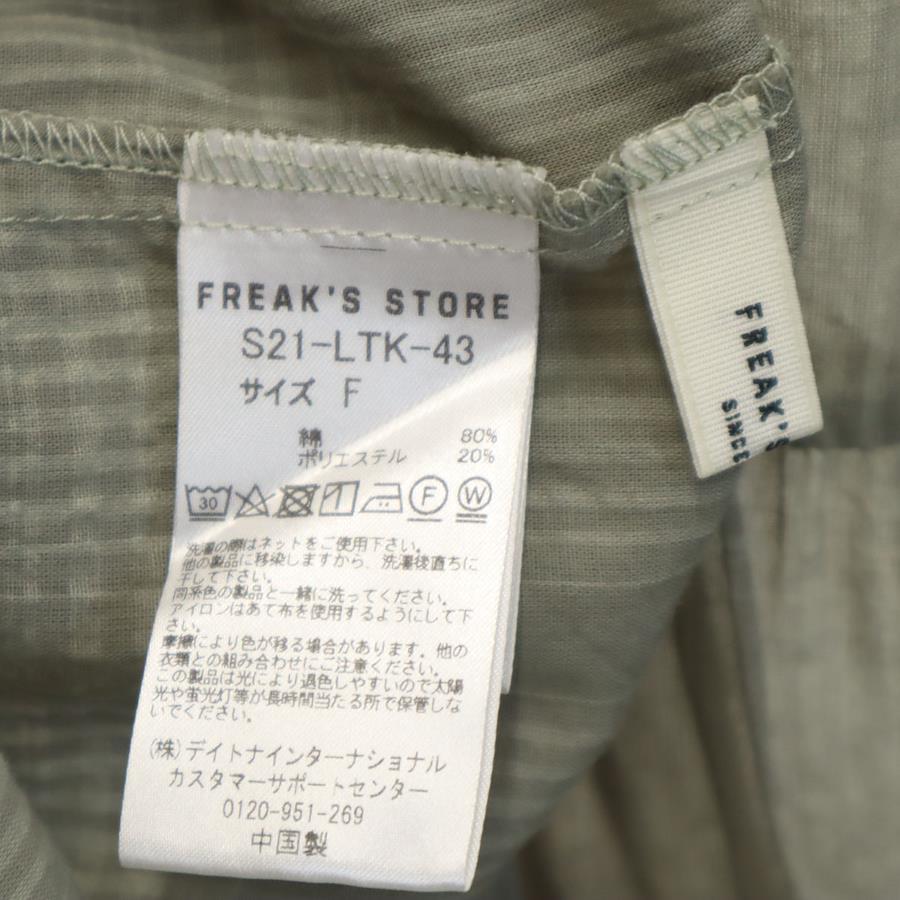 FREAK'S STORE
S21-LTK-43
サイズ F
綿 80%
ポリエステル 20%
30 F W
洗濯の際はネットをご使用下さい。
他の製品に移染しますから、洗濯後直ちに
干して下さい。
同系色の製品と一緒に洗ってください。
アイロンはあて布を使用するようにして下
さい。
摩擦により色が移る場合があります。他の
衣類との組み合わせにご注意ください。
この製品は光により退色しやすいので太陽
光や蛍光灯等が長時間当たる所で保管しな
いでください。
(株)デイトナインターナショナル
カスタマーサポートセンター
0120-951-269
中国製
FREAK'S
SINCE